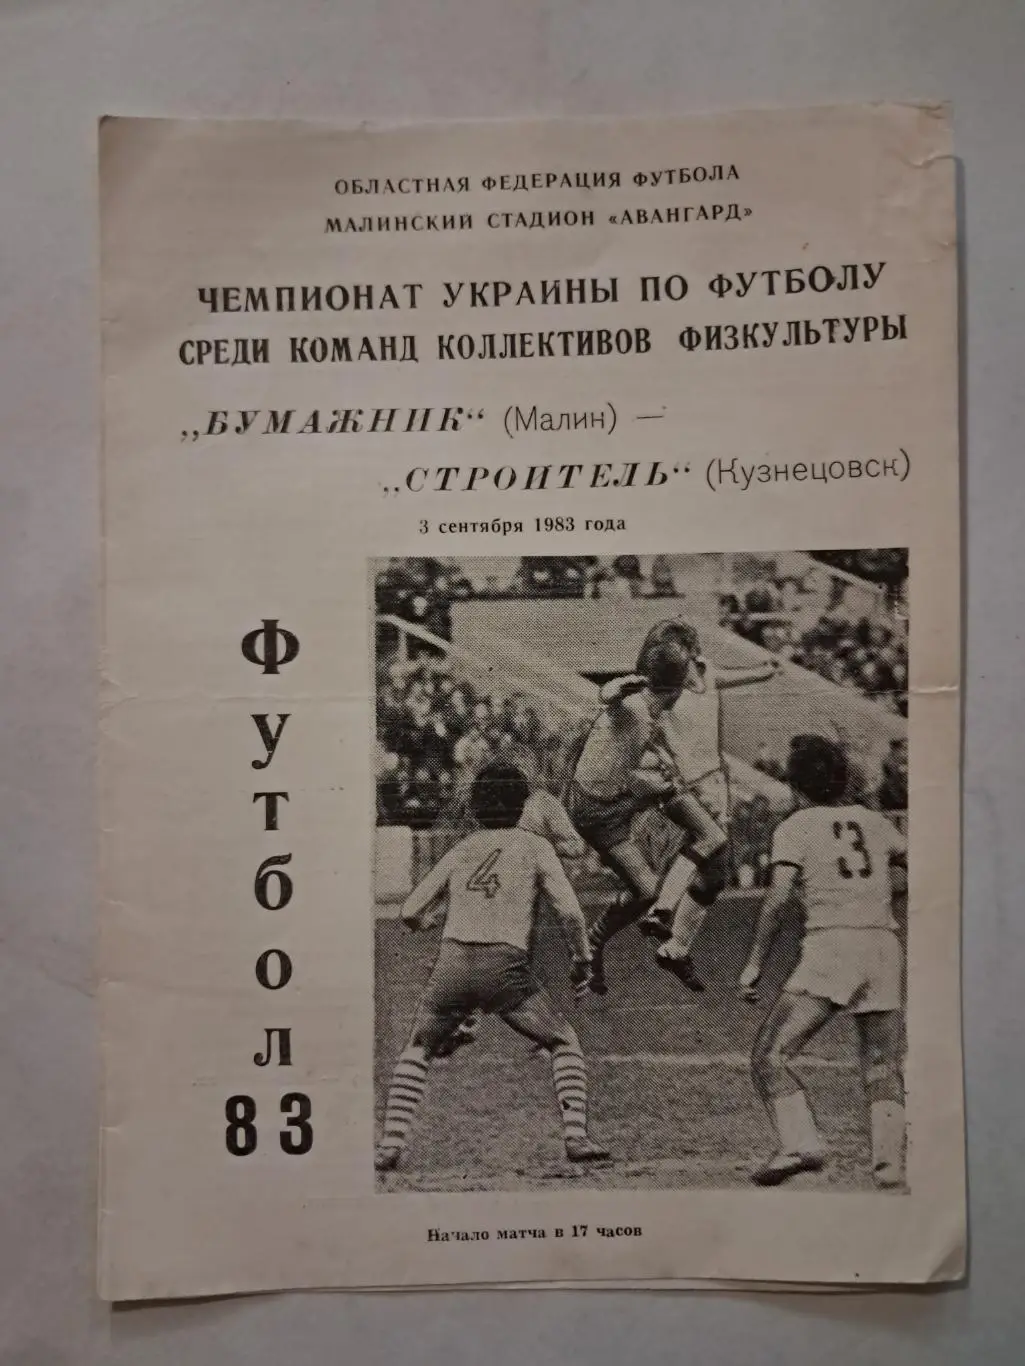 ОБЛАСТНАЯ ФЕДЕРАЦИЯ ФУТБОЛА
МАЛИНСКИЙ СТАДИОН «АВАНГАРД»
ЧЕМПИОНАТ УКРАИНЫ ПО ФУТБОЛУ
СРЕДИ КОМАНД КОЛЛЕКТИВОВ ФИЗКУЛЬТУРЫ
„БУМАЖНИК“ (Малин) —
„СТРОИТЕЛЬ“ (Кузнецовск)
3 сентября 1983 года
Футбол
83
4
3
Начало матча в 17 часов